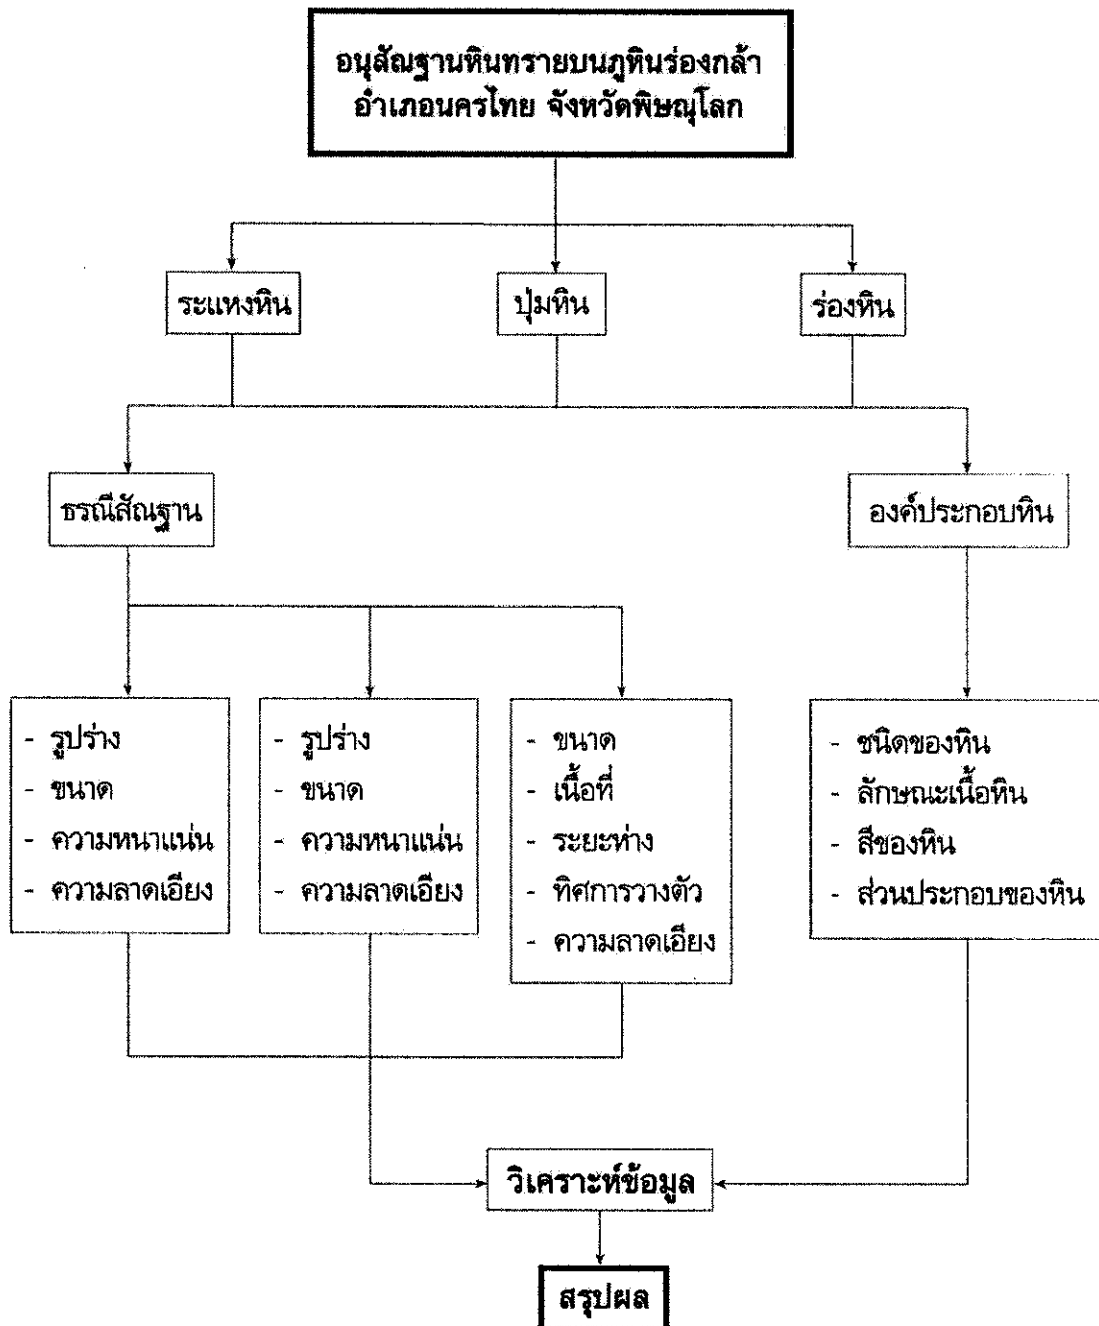 อนุสัณฐานหินทรายบนภูหินร่องกล้า
อำเภอนครไทย จังหวัดพิษณุโลก
ระแหงหิน
ปุ่มหิน
ร่องหิน
ธรณีสัณฐาน
องค์ประกอบหิน
- รูปร่าง
- ขนาด
- ความหนาแน่น
- ความลาดเอียง
- รูปร่าง
- ขนาด
- ความหนาแน่น
- ความลาดเอียง
- ขนาด
- เนื้อที่
- ระยะห่าง
- ทิศการวางตัว
- ความลาดเอียง
- ชนิดของหิน
- ลักษณะเนื้อหิน
- สีของหิน
- ส่วนประกอบของหิน
วิเคราะห์ข้อมูล
สรุปผล